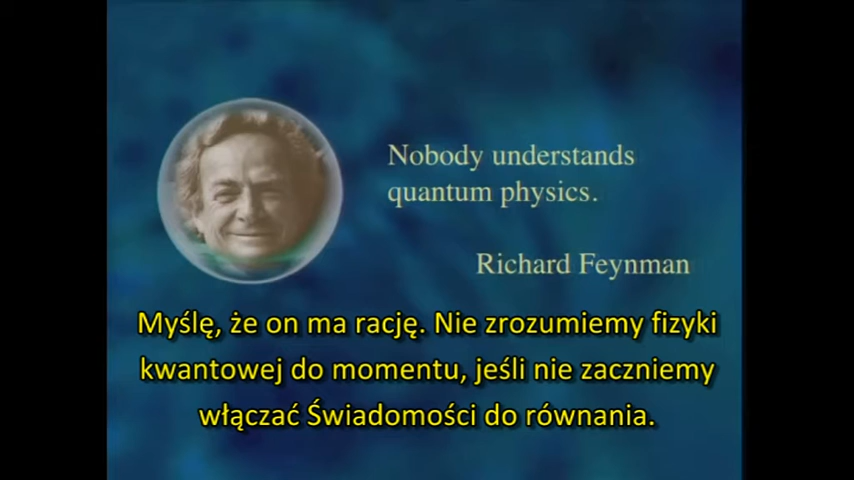 Nobody understands
quantum physics.
Richard Feynman
Myślę, że on ma rację. Nie zrozumiemy fizyki
kwantowej do momentu, jeśli nie zaczniemy
włączać Świadomości do równania.